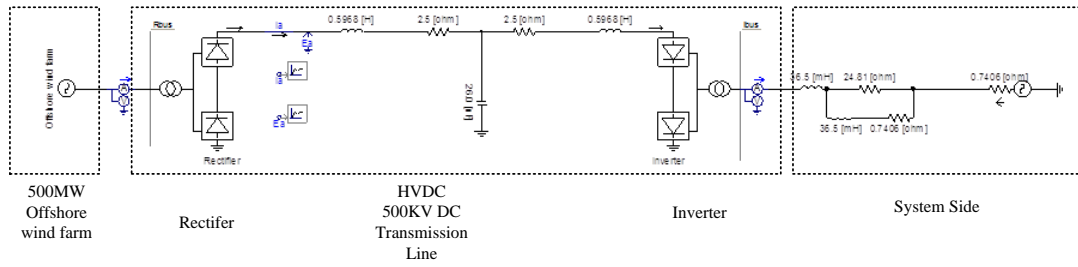 Rbus
Ia
0.5968 [H]
2.5 [ohm]
2.5 [ohm]
0.5968 [H]
Ibus
Offshore wind farm
Ea
26.0 [uF]
36.5 [mH]
24.81 [ohm]
0.7406 [ohm]
36.5 [mH]
0.7406 [ohm]
Rectifier
Inverter
500MW
Offshore
wind farm
Rectifer
HVDC
500KV DC
Transmission
Line
Inverter
System Side